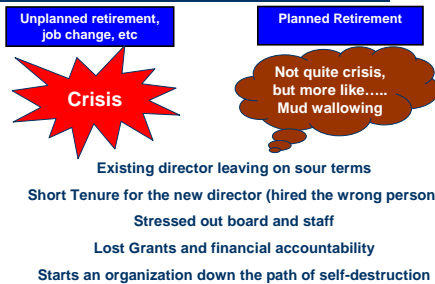 Unplanned retirement,
job change, etc
Planned Retirement
Crisis
Not quite crisis,
but more like.....
Mud wallowing
Existing director leaving on sour terms
Short Tenure for the new director (hired the wrong person
Stressed out board and staff
Lost Grants and financial accountability
Starts an organization down the path of self-destruction